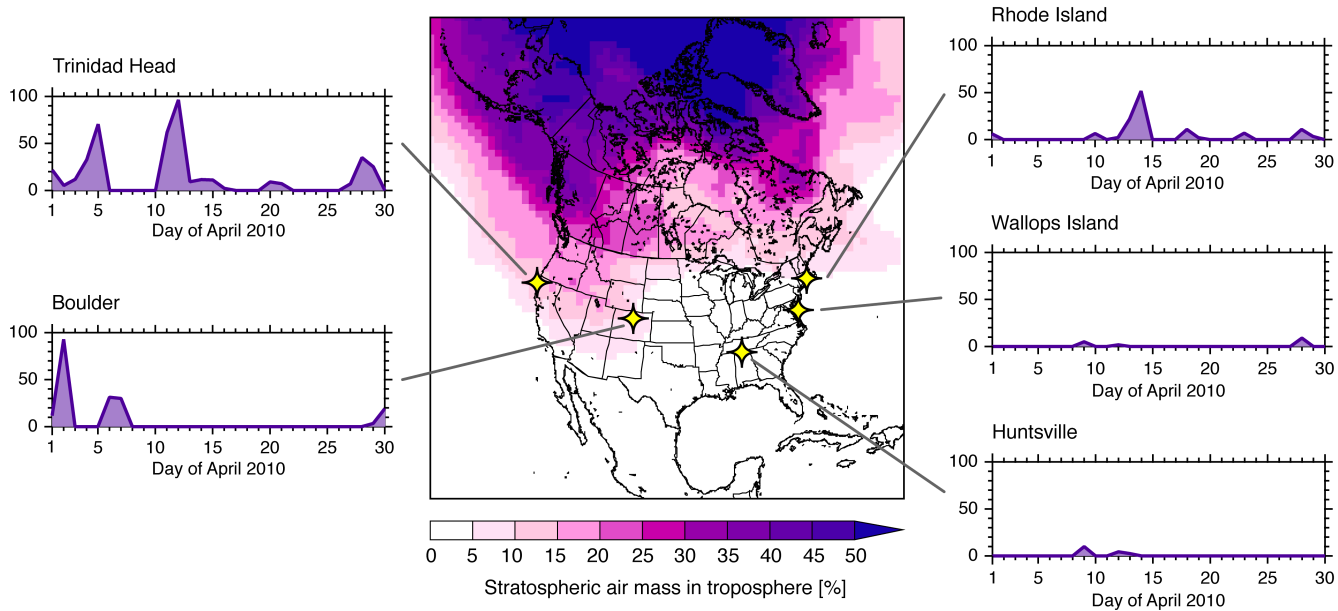 Trinidad Head
100
50
0
1 5 10 15 20 25 30
Day of April 2010
Boulder
100
50
0
1 5 10 15 20 25 30
Day of April 2010
0 5 10 15 20 25 30 35 40 45 50
Stratospheric air mass in troposphere [%]
Rhode Island
100
50
0
1 5 10 15 20 25 30
Day of April 2010
Wallops Island
100
50
0
1 5 10 15 20 25 30
Day of April 2010
Huntsville
100
50
0
1 5 10 15 20 25 30
Day of April 2010